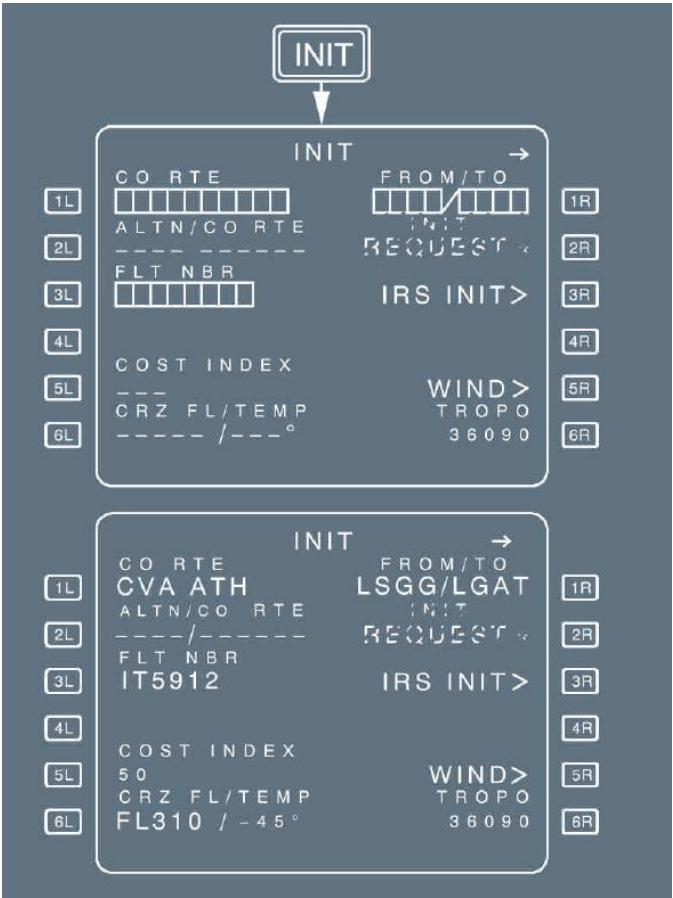 INIT
INIT →
CO RTE FROM/TO
1L 1R
ALTN/CO RTE INIT
2L ---- ------ REQUEST * 2R
FLT NBR
3L IRS INIT> 3R
4L 4R
COST INDEX
5L --- WIND> 5R
CRZ FL/TEMP TROPO
6L ----- /---° 36090 6R
INIT →
CO RTE FROM/TO
1L CVA ATH LSGG/LGAT 1R
ALTN/CO RTE INIT
2L ----/------ REQUEST * 2R
FLT NBR
3L IT5912 IRS INIT> 3R
4L 4R
COST INDEX
5L 50 WIND> 5R
CRZ FL/TEMP TROPO
6L FL310 / -45° 36090 6R